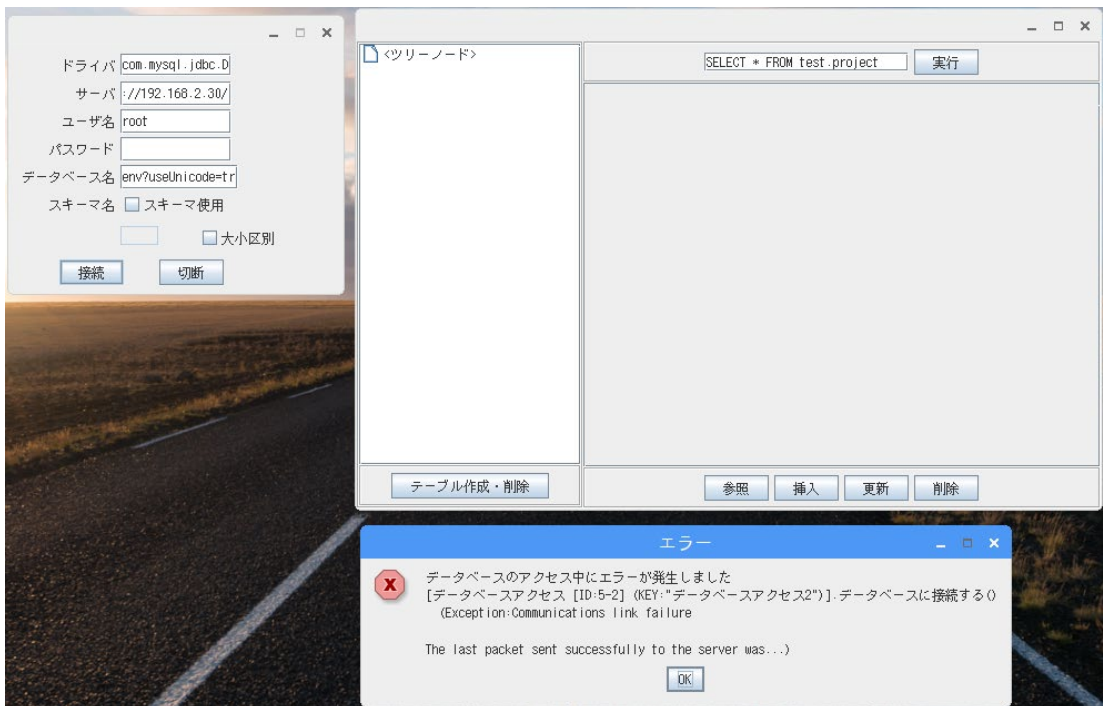 ドライバ com.mysql.jdbc.D
サーバ ://192.168.2.30/
ユーザ名 root
パスワード
データベース名 env?useUnicode=tr
スキーマ名 スキーマ使用
大小区別
接続 切断
<ツリーノード>
SELECT * FROM test.project 実行
テーブル作成・削除
参照 挿入 更新 削除
エラー
データベースのアクセス中にエラーが発生しました
[データベースアクセス [ID:5-2] (KEY:"データベースアクセス2")].データベースに接続する()
(Exception:Communications link failure
The last packet sent successfully to the server was...)
OK